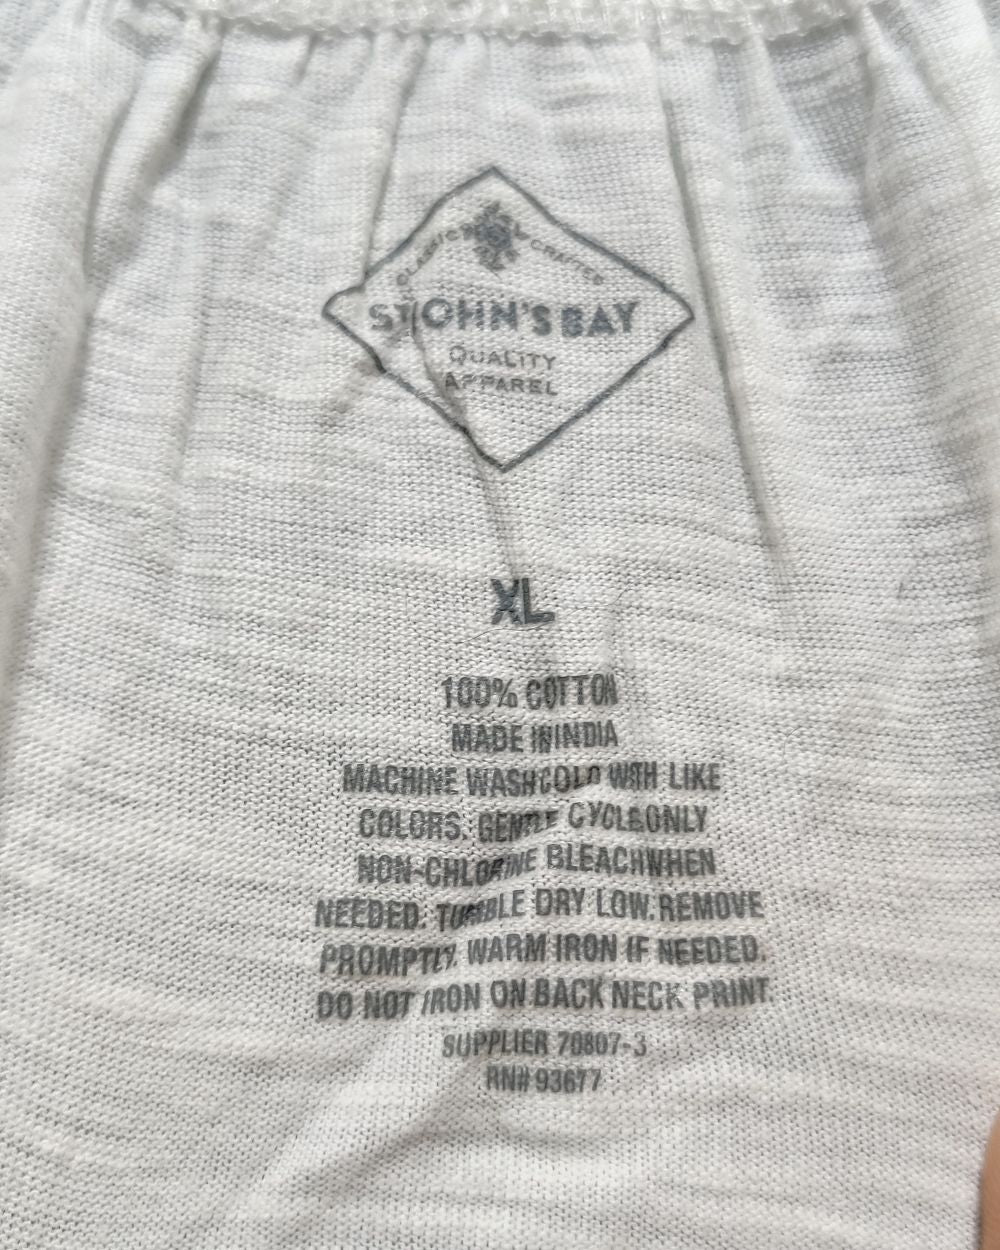 CLASSIC CRAFTED
ST JOHN'S BAY
QUALITY
APPAREL
XL
100% COTTON
MADE IN INDIA
MACHINE WASH COLD WITH LIKE
COLORS. GENTLE CYCLE ONLY
NON-CHLORINE BLEACH WHEN
NEEDED. TUMBLE DRY LOW. REMOVE
PROMPTLY. WARM IRON IF NEEDED.
DO NOT IRON ON BACK NECK PRINT.
SUPPLIER 70807-3
RN# 93677